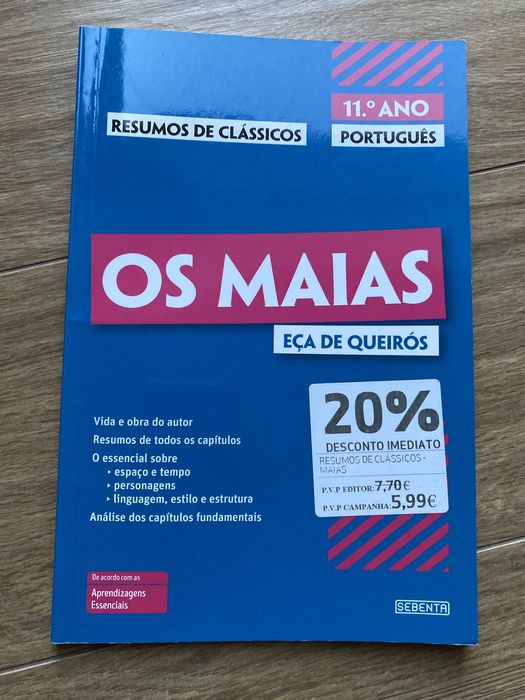 11.º ANO
RESUMOS DE CLÁSSICOS
PORTUGUÊS
OS MAIAS
EÇA DE QUEIRÓS
Vida e obra do autor
Resumos de todos os capítulos
O essencial sobre
▸ espaço e tempo
▸ personagens
▸ linguagem, estilo e estrutura
Análise dos capítulos fundamentais
20%
DESCONTO IMEDIATO
RESUMOS DE CLÁSSICOS -
MAIAS
P.V.P EDITOR:7,70€
P.V.P CAMPANHA:5,99€
De acordo com as
Aprendizagens
Essenciais
SEBENTA